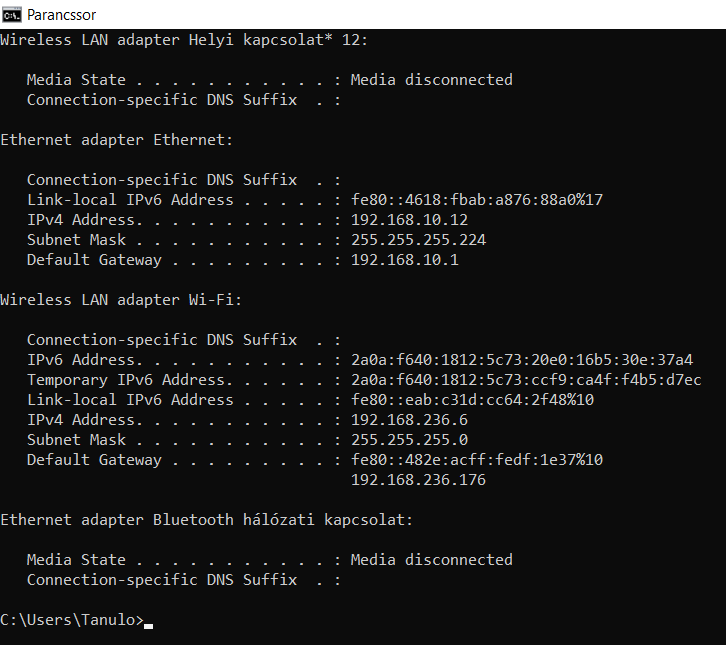 Parancssor
Wireless LAN adapter Helyi kapcsolat* 12:
Media State . . . . . . . . . . . : Media disconnected
Connection-specific DNS Suffix  . :
Ethernet adapter Ethernet:
Connection-specific DNS Suffix  . :
Link-local IPv6 Address . . . . . : fe80::4618:fbab:a876:88a0%17
IPv4 Address. . . . . . . . . . . : 192.168.10.12
Subnet Mask . . . . . . . . . . . : 255.255.255.224
Default Gateway . . . . . . . . . : 192.168.10.1
Wireless LAN adapter Wi-Fi:
Connection-specific DNS Suffix  . :
IPv6 Address. . . . . . . . . . . : 2a0a:f640:1812:5c73:20e0:16b5:30e:37a4
Temporary IPv6 Address. . . . . . : 2a0a:f640:1812:5c73:ccf9:ca4f:f4b5:d7ec
Link-local IPv6 Address . . . . . : fe80::eab:c31d:cc64:2f48%10
IPv4 Address. . . . . . . . . . . : 192.168.236.6
Subnet Mask . . . . . . . . . . . : 255.255.255.0
Default Gateway . . . . . . . . . : fe80::482e:acff:fedf:1e37%10
192.168.236.176
Ethernet adapter Bluetooth hálózati kapcsolat:
Media State . . . . . . . . . . . : Media disconnected
Connection-specific DNS Suffix  . :
C:\Users\Tanulo>